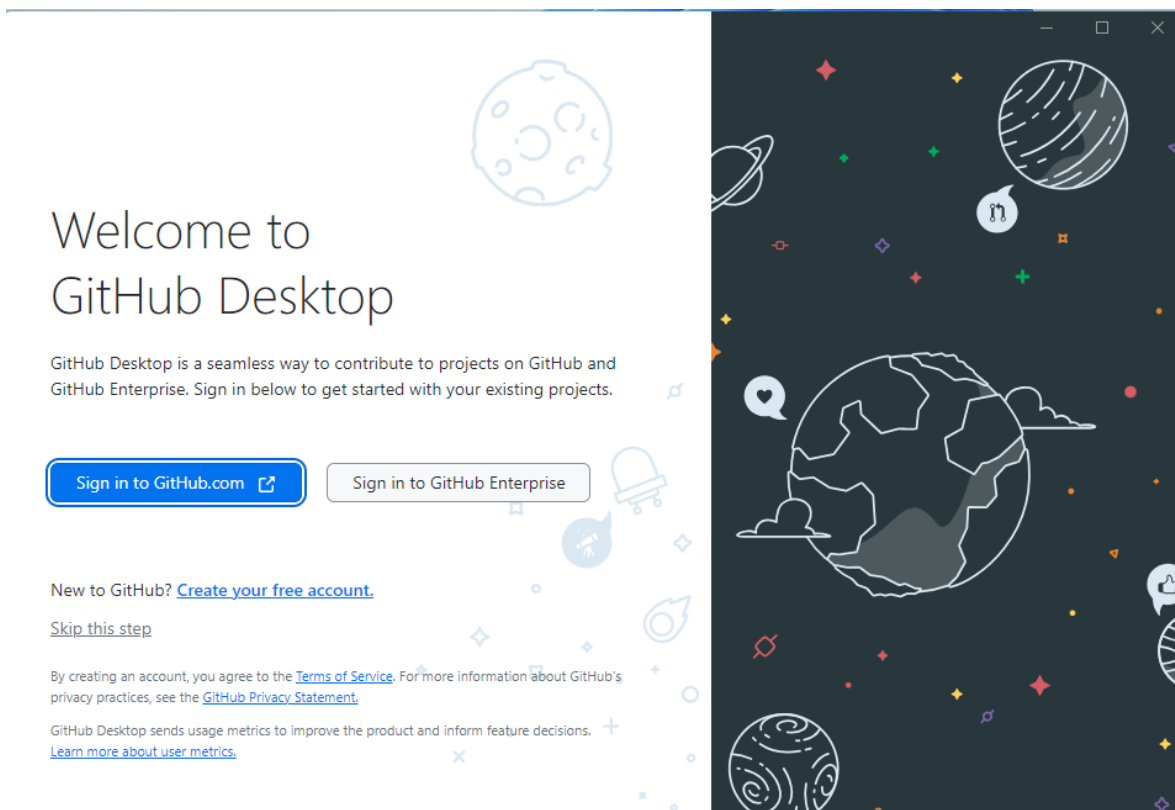 Welcome to
GitHub Desktop
GitHub Desktop is a seamless way to contribute to projects on GitHub and
GitHub Enterprise. Sign in below to get started with your existing projects.
Sign in to GitHub.com
Sign in to GitHub Enterprise
New to GitHub? Create your free account.
Skip this step
By creating an account, you agree to the Terms of Service. For more information about GitHub's
privacy practices, see the GitHub Privacy Statement.
GitHub Desktop sends usage metrics to improve the product and inform feature decisions.
Learn more about user metrics.